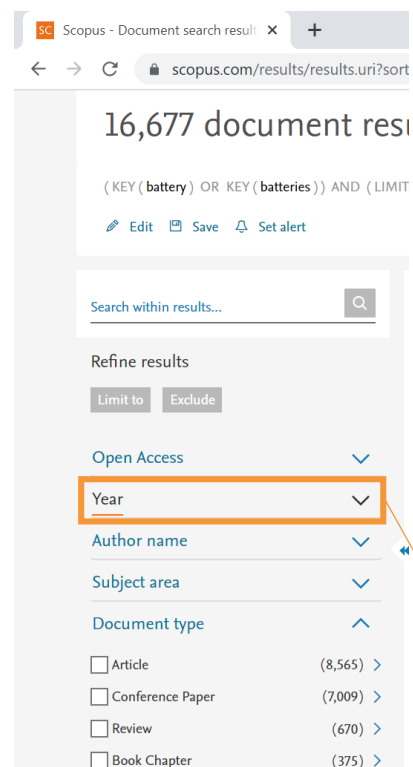 SC Scopus - Document search result
scopus.com/results/results.uri?sort
16,677 document
( KEY ( battery ) OR KEY ( batteries ) ) AND ( LIMIT
Edit Save Set alert
Search within results...
Refine results
Limit to Exclude
Open Access
Year
Author name
Subject area
Document type
Article (8,565)
Conference Paper (7,009)
Review (670)
Book Chapter (375)